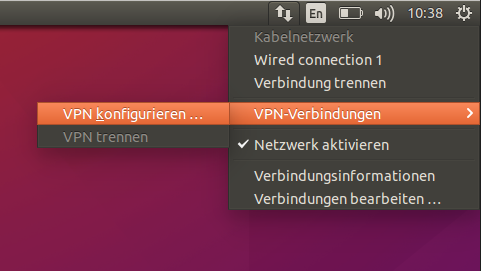 En 10:38
Kabelnetzwerk
Wired connection 1
Verbindung trennen
VPN konfigurieren ... VPN-Verbindungen
VPN trennen
Netzwerk aktivieren
Verbindungsinformationen
Verbindungen bearbeiten ...